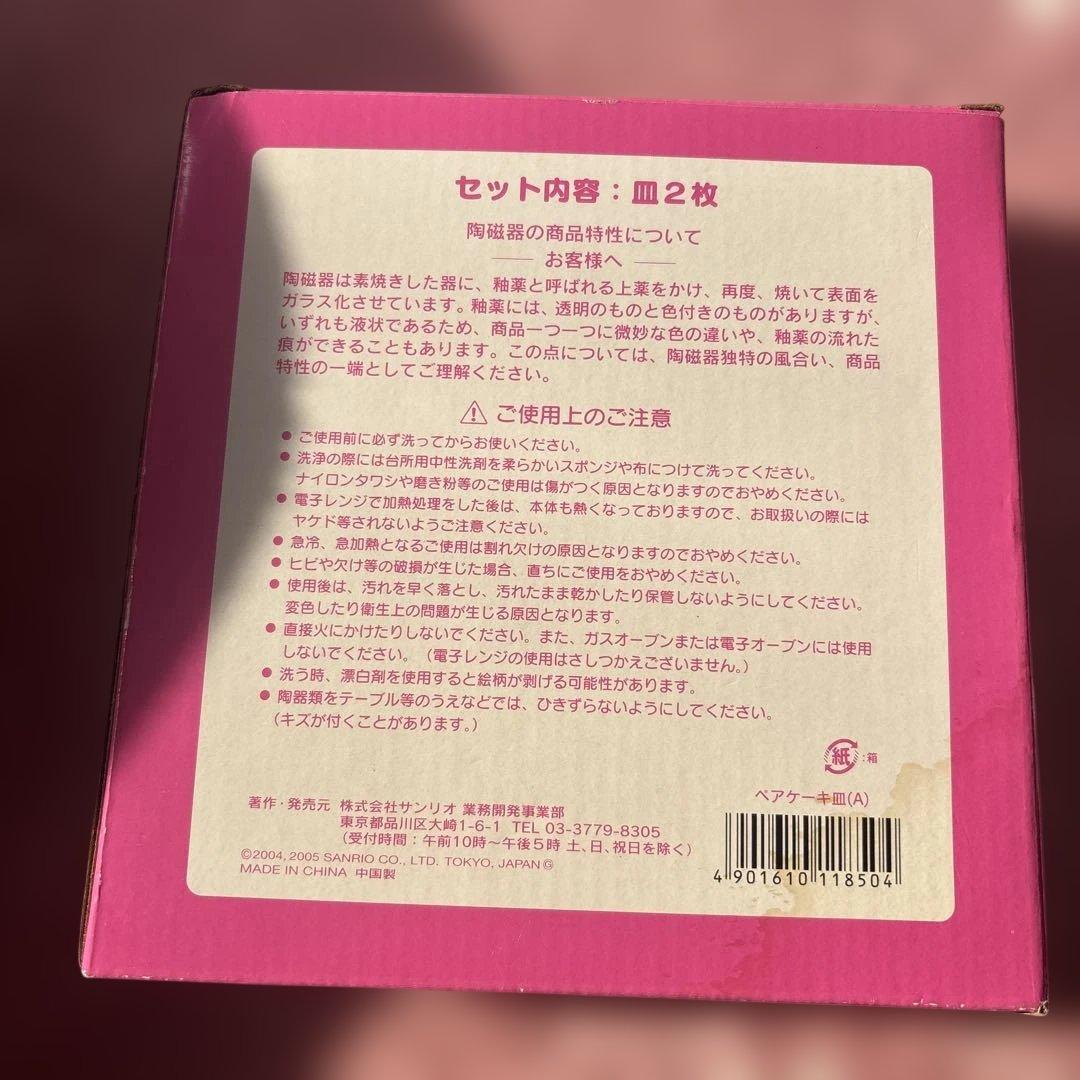 セット内容：皿2枚
陶磁器の商品特性について
お客様へ
陶磁器は素焼きした器に、釉薬と呼ばれる上薬をかけ、再度、焼いて表面を
ガラス化させています。釉薬には、透明のものと色付きのものがありますが、
いずれも液状であるため、商品一つ一つに微妙な色の違いや、釉薬の流れた
痕ができることもあります。この点については、陶磁器独特の風合い、商品
特性の一端としてご理解ください。
⚠ ご使用上のご注意
● ご使用前に必ず洗ってからお使いください。
● 洗浄の際には台所用中性洗剤を柔らかいスポンジや布につけて洗ってください。
ナイロンタワシや磨き粉等のご使用は傷がつく原因となりますのでおやめください。
● 電子レンジで加熱処理をした後は、本体も熱くなっておりますので、お取扱いの際には
ヤケド等されないようご注意ください。
● 急冷、急加熱となるご使用は割れ欠けの原因となりますのでおやめください。
● ヒビや欠け等の破損が生じた場合、直ちにご使用をおやめください。
● 使用後は、汚れを早く落とし、汚れたまま乾かしたり保管しないようにしてください。
変色したり衛生上の問題が生じる原因となります。
● 直接火にかけたりしないでください。また、ガスオーブンまたは電子オーブンには使用
しないでください。（電子レンジの使用はさしつかえございません。）
● 洗う時、漂白剤を使用すると絵柄が剥げる可能性があります。
● 陶器類をテーブル等のうえなどでは、ひきずらないようにしてください。
（キズが付くことがあります。）
紙：箱
ペアケーキ皿(A)
4 901610 118504
著作・発売元 株式会社サンリオ 業務開発事業部
東京都品川区大崎1-6-1 TEL 03-3779-8305
（受付時間：午前10時～午後5時 土、日、祝日を除く）
©2004, 2005 SANRIO CO., LTD. TOKYO, JAPAN Ⓖ
MADE IN CHINA 中国製